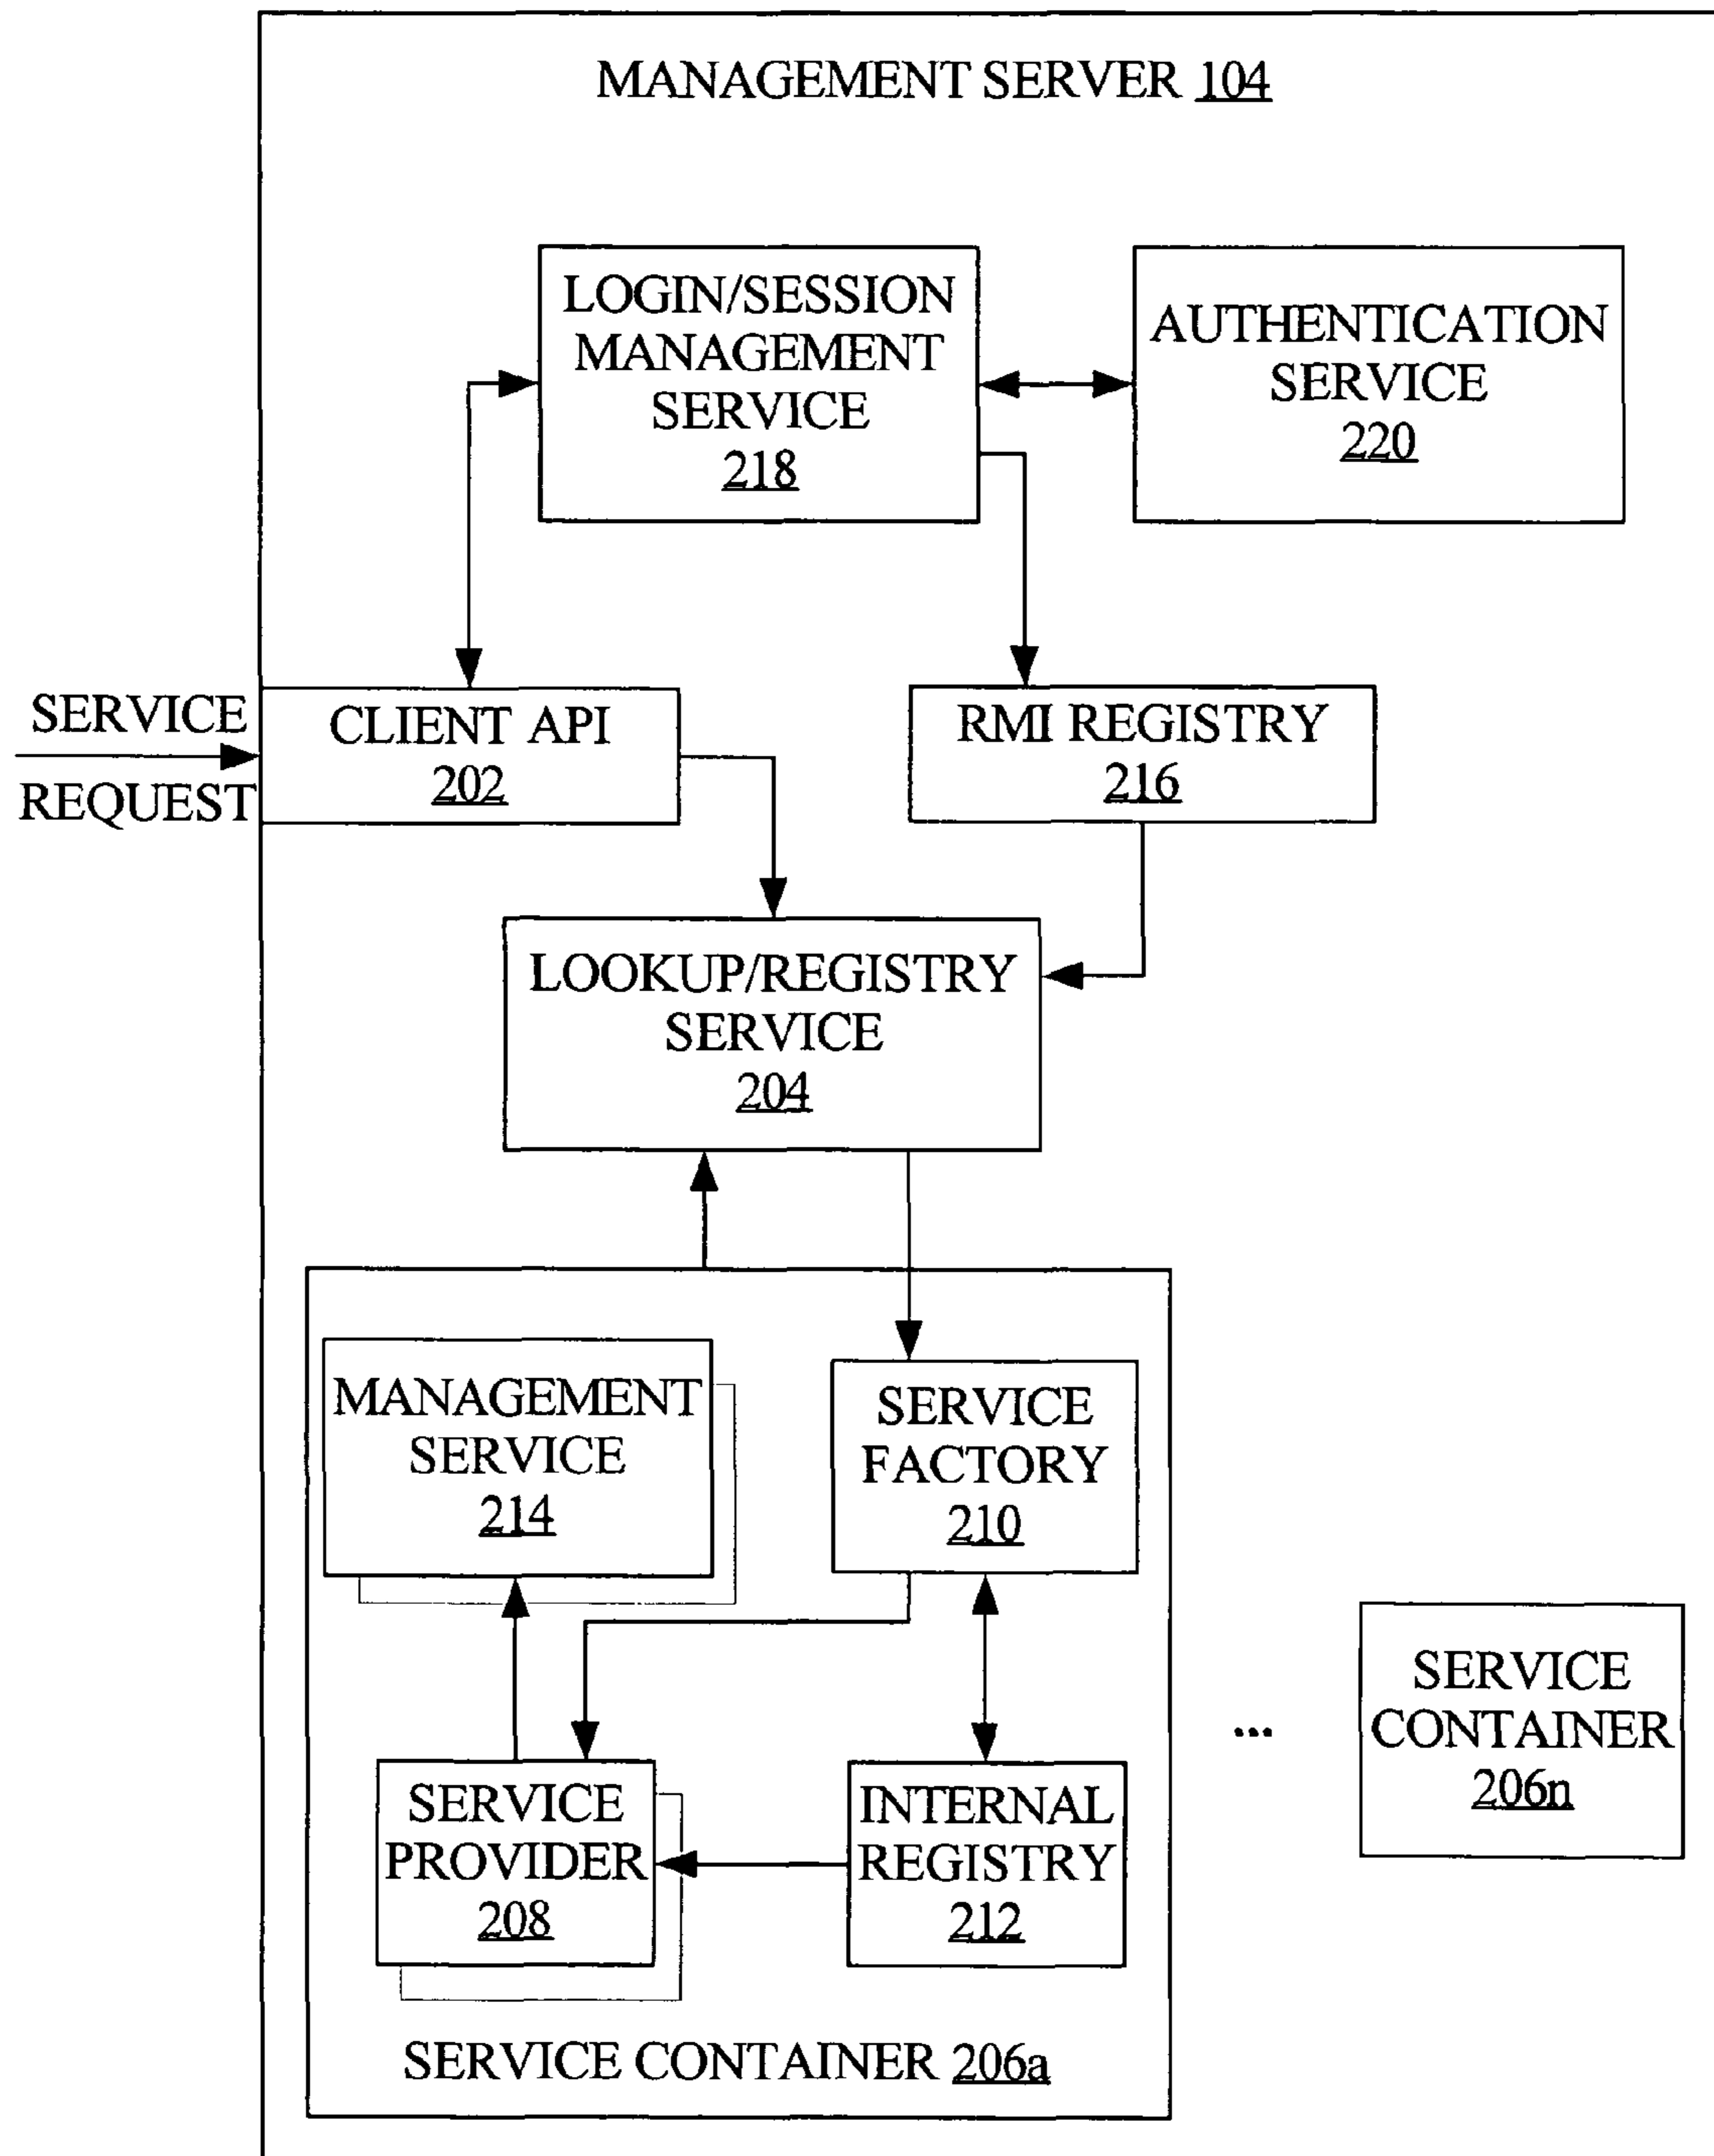 MANAGEMENT SERVER 104
LOGIN/SESSION
MANAGEMENT
SERVICE
218
AUTHENTICATION
SERVICE
220
SERVICE
REQUEST
CLIENT API
202
RMI REGISTRY
216
LOOKUP/REGISTRY
SERVICE
204
MANAGEMENT
SERVICE
214
SERVICE
FACTORY
210
SERVICE
PROVIDER
208
INTERNAL
REGISTRY
212
SERVICE CONTAINER 206a
...
SERVICE
CONTAINER
206n